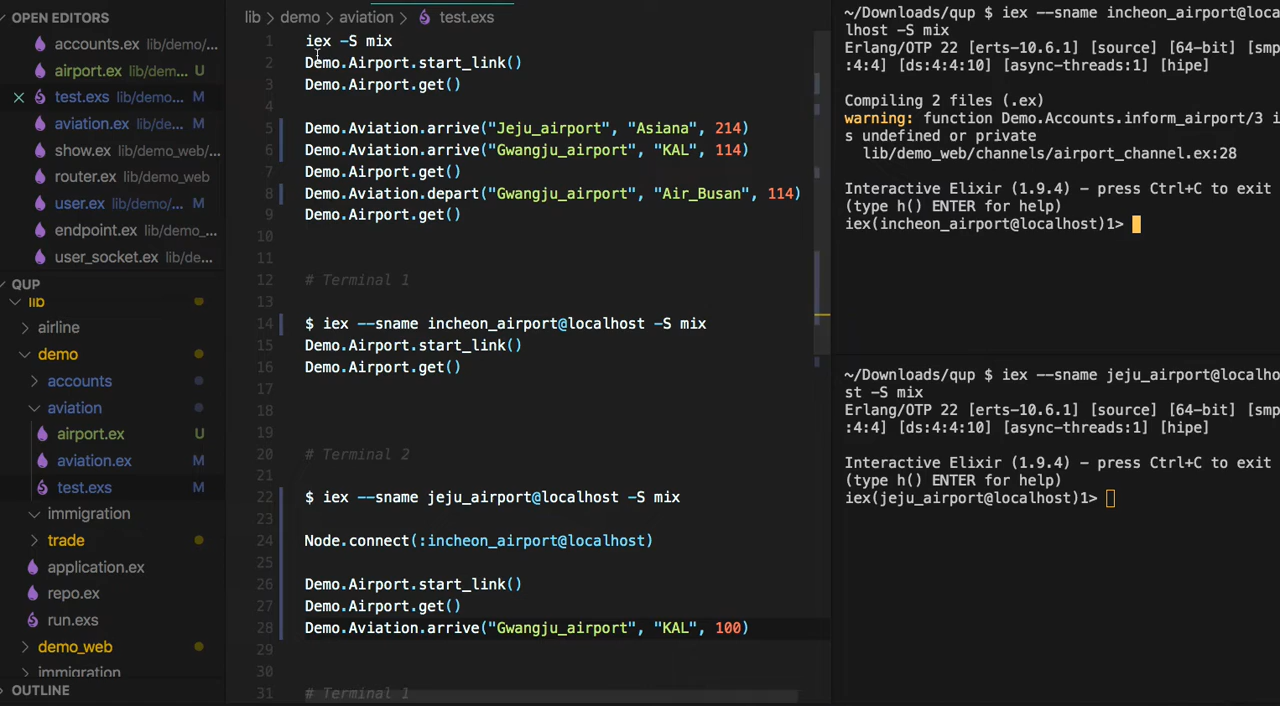 OPEN EDITORS
accounts.ex lib/demo/...
airport.ex lib/dem... U
test.exs lib/demo... M
aviation.ex lib/de... M
show.ex lib/demo_web/...
router.ex lib/demo_web
user.ex lib/demo/... M
endpoint.ex lib/demo_...
user_socket.ex lib/de...
QUP
lib
airline
demo
accounts
aviation
airport.ex U
aviation.ex M
test.exs M
immigration
trade
application.ex
repo.ex
run.exs
demo_web
immigration
OUTLINE
lib > demo > aviation > test.exs
1 iex -S mix
2 Demo.Airport.start_link()
3 Demo.Airport.get()
4
5 Demo.Aviation.arrive("Jeju_airport", "Asiana", 214)
6 Demo.Aviation.arrive("Gwangju_airport", "KAL", 114)
7 Demo.Airport.get()
8 Demo.Aviation.depart("Gwangju_airport", "Air_Busan", 114)
9 Demo.Airport.get()
10
11
12 # Terminal 1
13
14 $ iex --sname incheon_airport@localhost -S mix
15 Demo.Airport.start_link()
16 Demo.Airport.get()
17
18
19
20 # Terminal 2
21
22 $ iex --sname jeju_airport@localhost -S mix
23
24 Node.connect(:incheon_airport@localhost)
25
26 Demo.Airport.start_link()
27 Demo.Airport.get()
28 Demo.Aviation.arrive("Gwangju_airport", "KAL", 100)
29
30
31 # Terminal 1
~/Downloads/qup $ iex --sname incheon_airport@loca
lhost -S mix
Erlang/OTP 22 [erts-10.6.1] [source] [64-bit] [smp
:4:4] [ds:4:4:10] [async-threads:1] [hipe]
Compiling 2 files (.ex)
warning: function Demo.Accounts.inform_airport/3 i
s undefined or private
lib/demo_web/channels/airport_channel.ex:28
Interactive Elixir (1.9.4) - press Ctrl+C to exit
(type h() ENTER for help)
iex(incheon_airport@localhost)1>
~/Downloads/qup $ iex --sname jeju_airport@localho
st -S mix
Erlang/OTP 22 [erts-10.6.1] [source] [64-bit] [smp
:4:4] [ds:4:4:10] [async-threads:1] [hipe]
Interactive Elixir (1.9.4) - press Ctrl+C to exit
(type h() ENTER for help)
iex(jeju_airport@localhost)1>